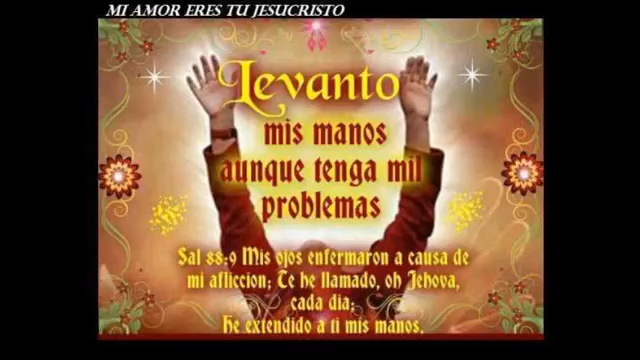 MI AMOR ERES TU JESUCRISTO
Levanto
mis manos
aunque tenga mil
problemas
Sal 88:9 Mis ojos enfermaron a causa de
mi afliccion; Te he llamado, oh Jehova,
cada dia;
He extendido a ti mis manos.